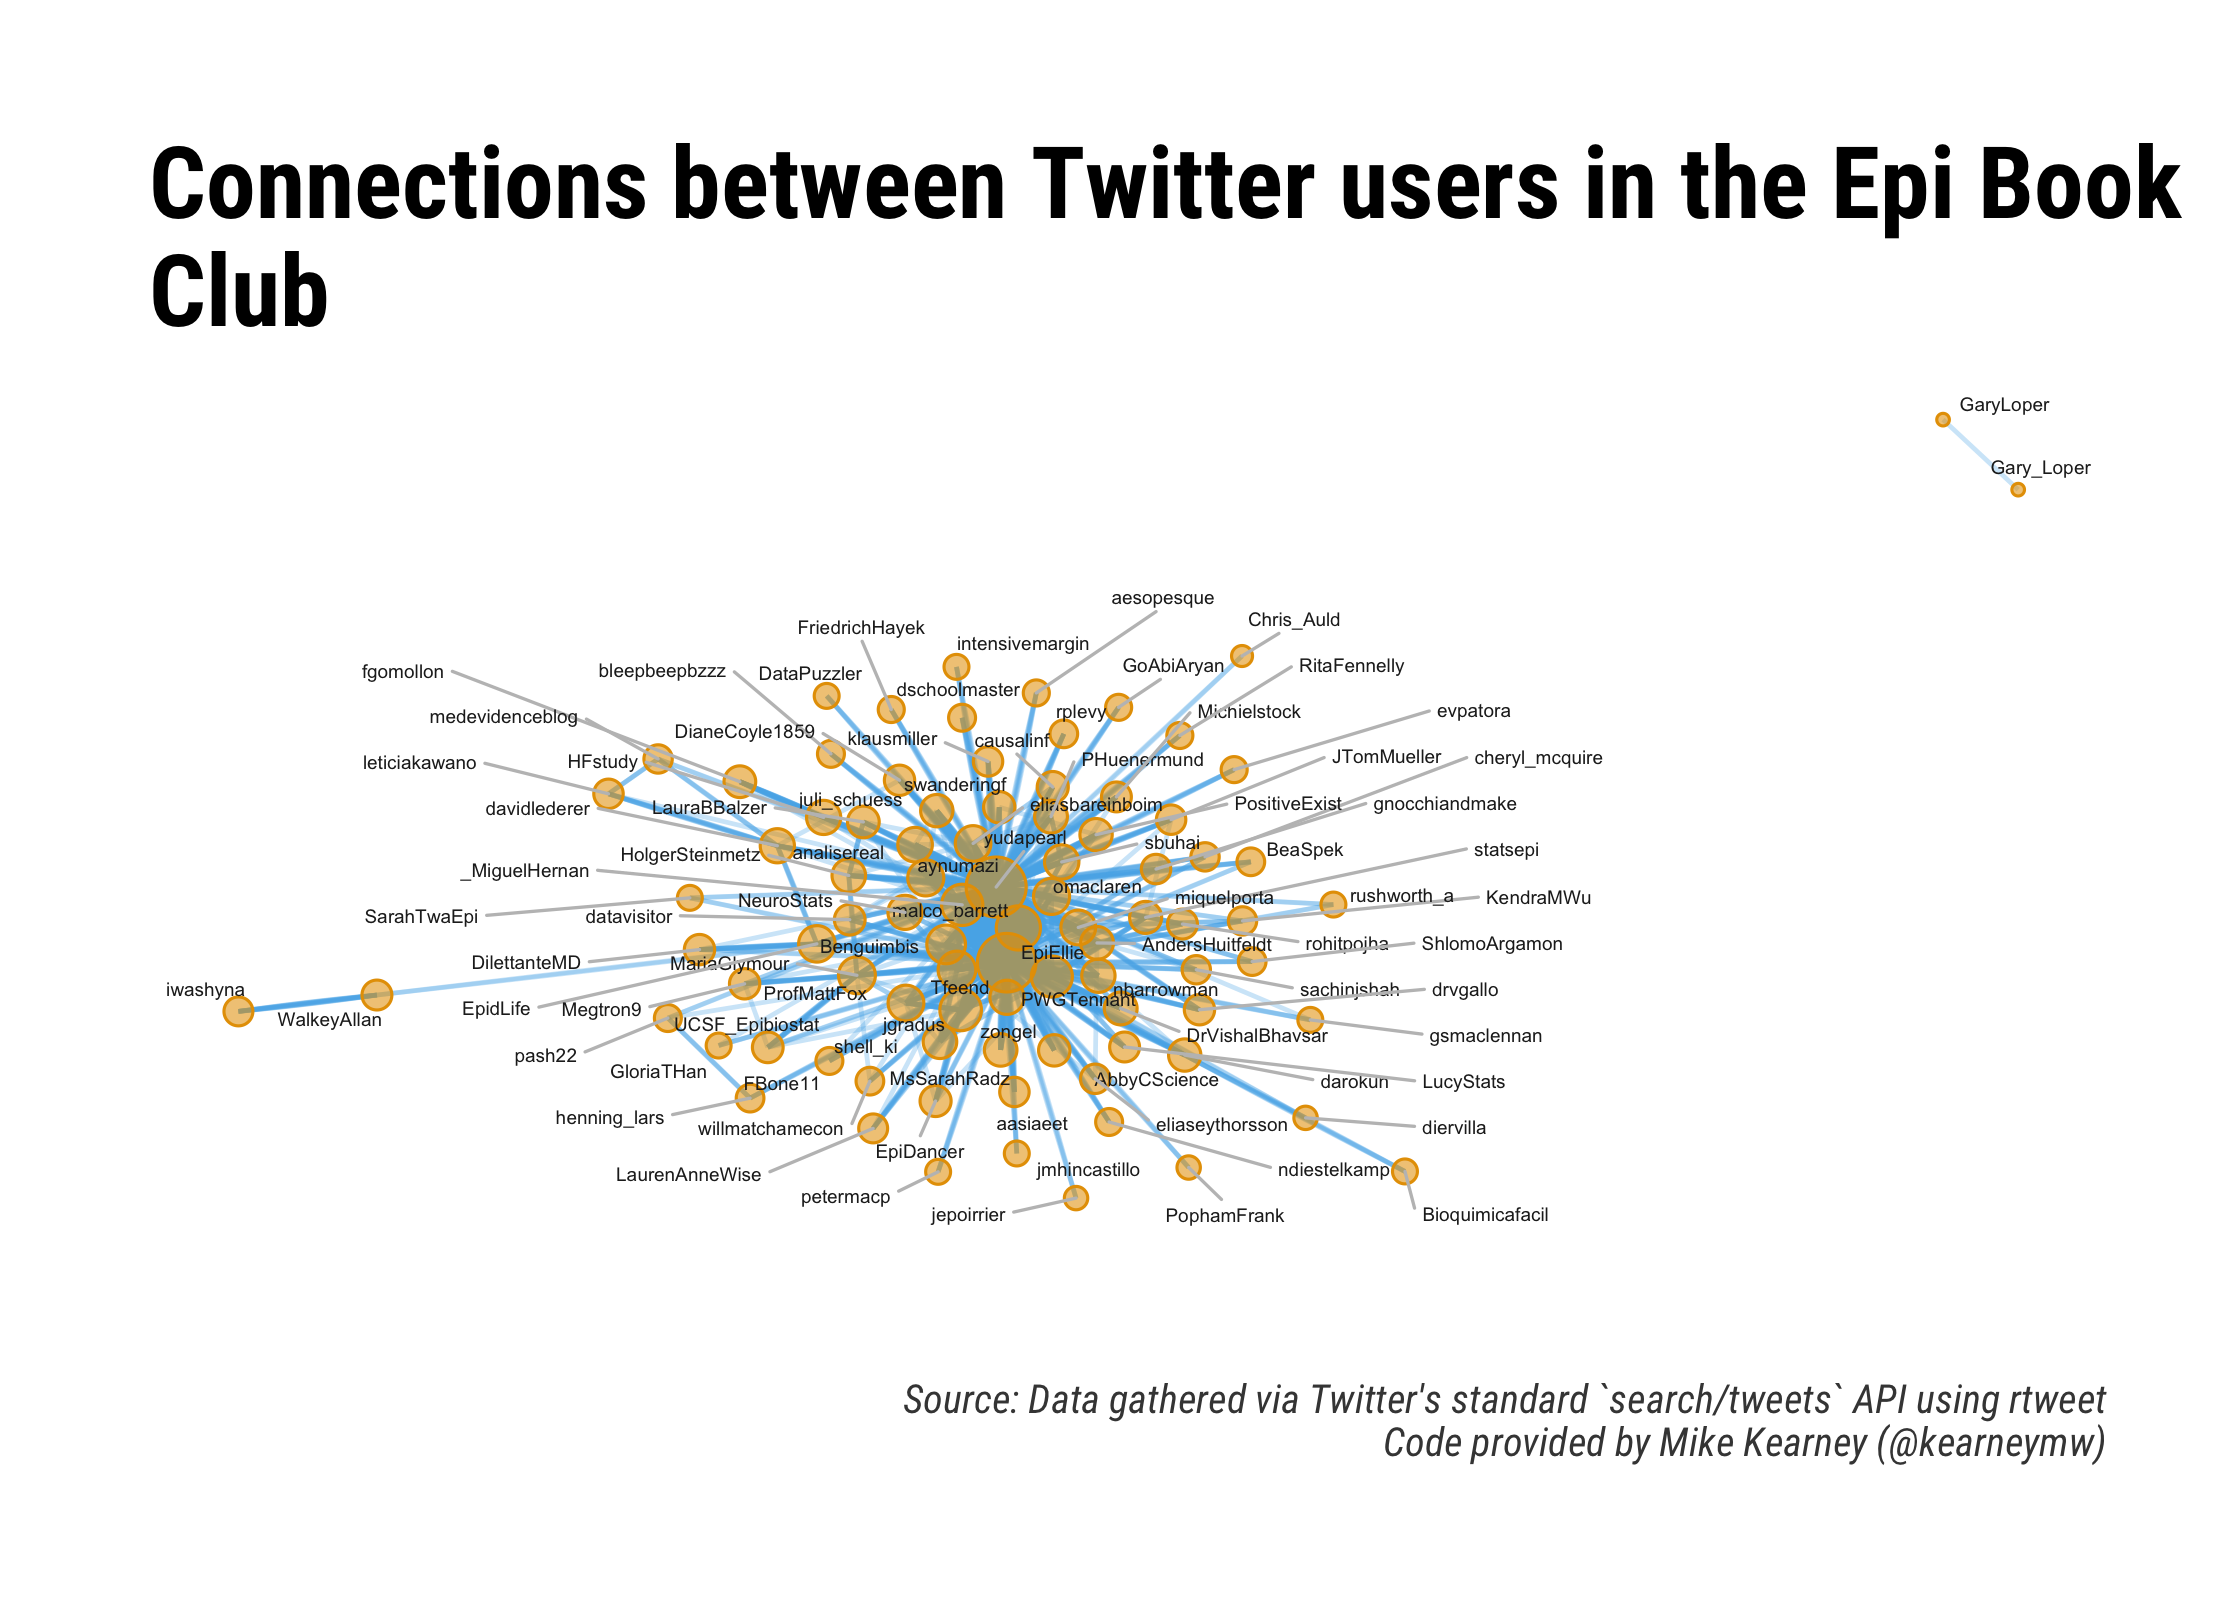 Connections between Twitter users in the Epi Book
Club
GaryLoper
Gary_Loper
aesopesque
Chris_Auld
FriedrichHayek
intensivemargin
GoAbiAryan
RitaFennelly
fgomollon
bleepbeepbzzz
DataPuzzler
dschoolmaster
rplevy
Michielstock
evpatora
medevidenceblog
DianeCoyle1859
klausmiller
causalinf
PHuenermund
JTomMueller
cheryl_mcquire
leticiakawano
HFstudy
swanderingf
davidlederer
LauraBBalzer
juli_schuess
eliasbareinboim
PositiveExist
gnocchiandmake
yudapearl
sbuhai
HolgerSteinmetz
analisereal
BeaSpek
statsepi
_MiguelHernan
aynumazi
omaclaren
miquelporta
rushworth_a
KendraMWu
SarahTwaEpi
datavisitor
NeuroStats
malco_barrett
Benguimbis
EpiEllie
AndersHuitfeldt
rohitpojha
ShlomoArgamon
DilettanteMD
MariaGlymour
iwashyna
WalkeyAllan
EpidLife
Megtron9
ProfMattFox
Tfeend
PWGTennant
nbarrowman
sachinjshah
drvgallo
pash22
UCSF_Epibiostat
jgradus
zongel
DrVishalBhavsar
gsmaclennan
shell_ki
GloriaTHan
FBone11
MsSarahRadz
AbbyCScience
darokun
LucyStats
henning_lars
willmatchamecon
aasiaeet
eliaseythorsson
diervilla
EpiDancer
LaurenAnneWise
jmhincastillo
ndiestelkamp
petermacp
jepoirrier
PophamFrank
Bioquimicafacil
Source: Data gathered via Twitter's standard `search/tweets` API using rtweet
Code provided by Mike Kearney (@kearneymw)